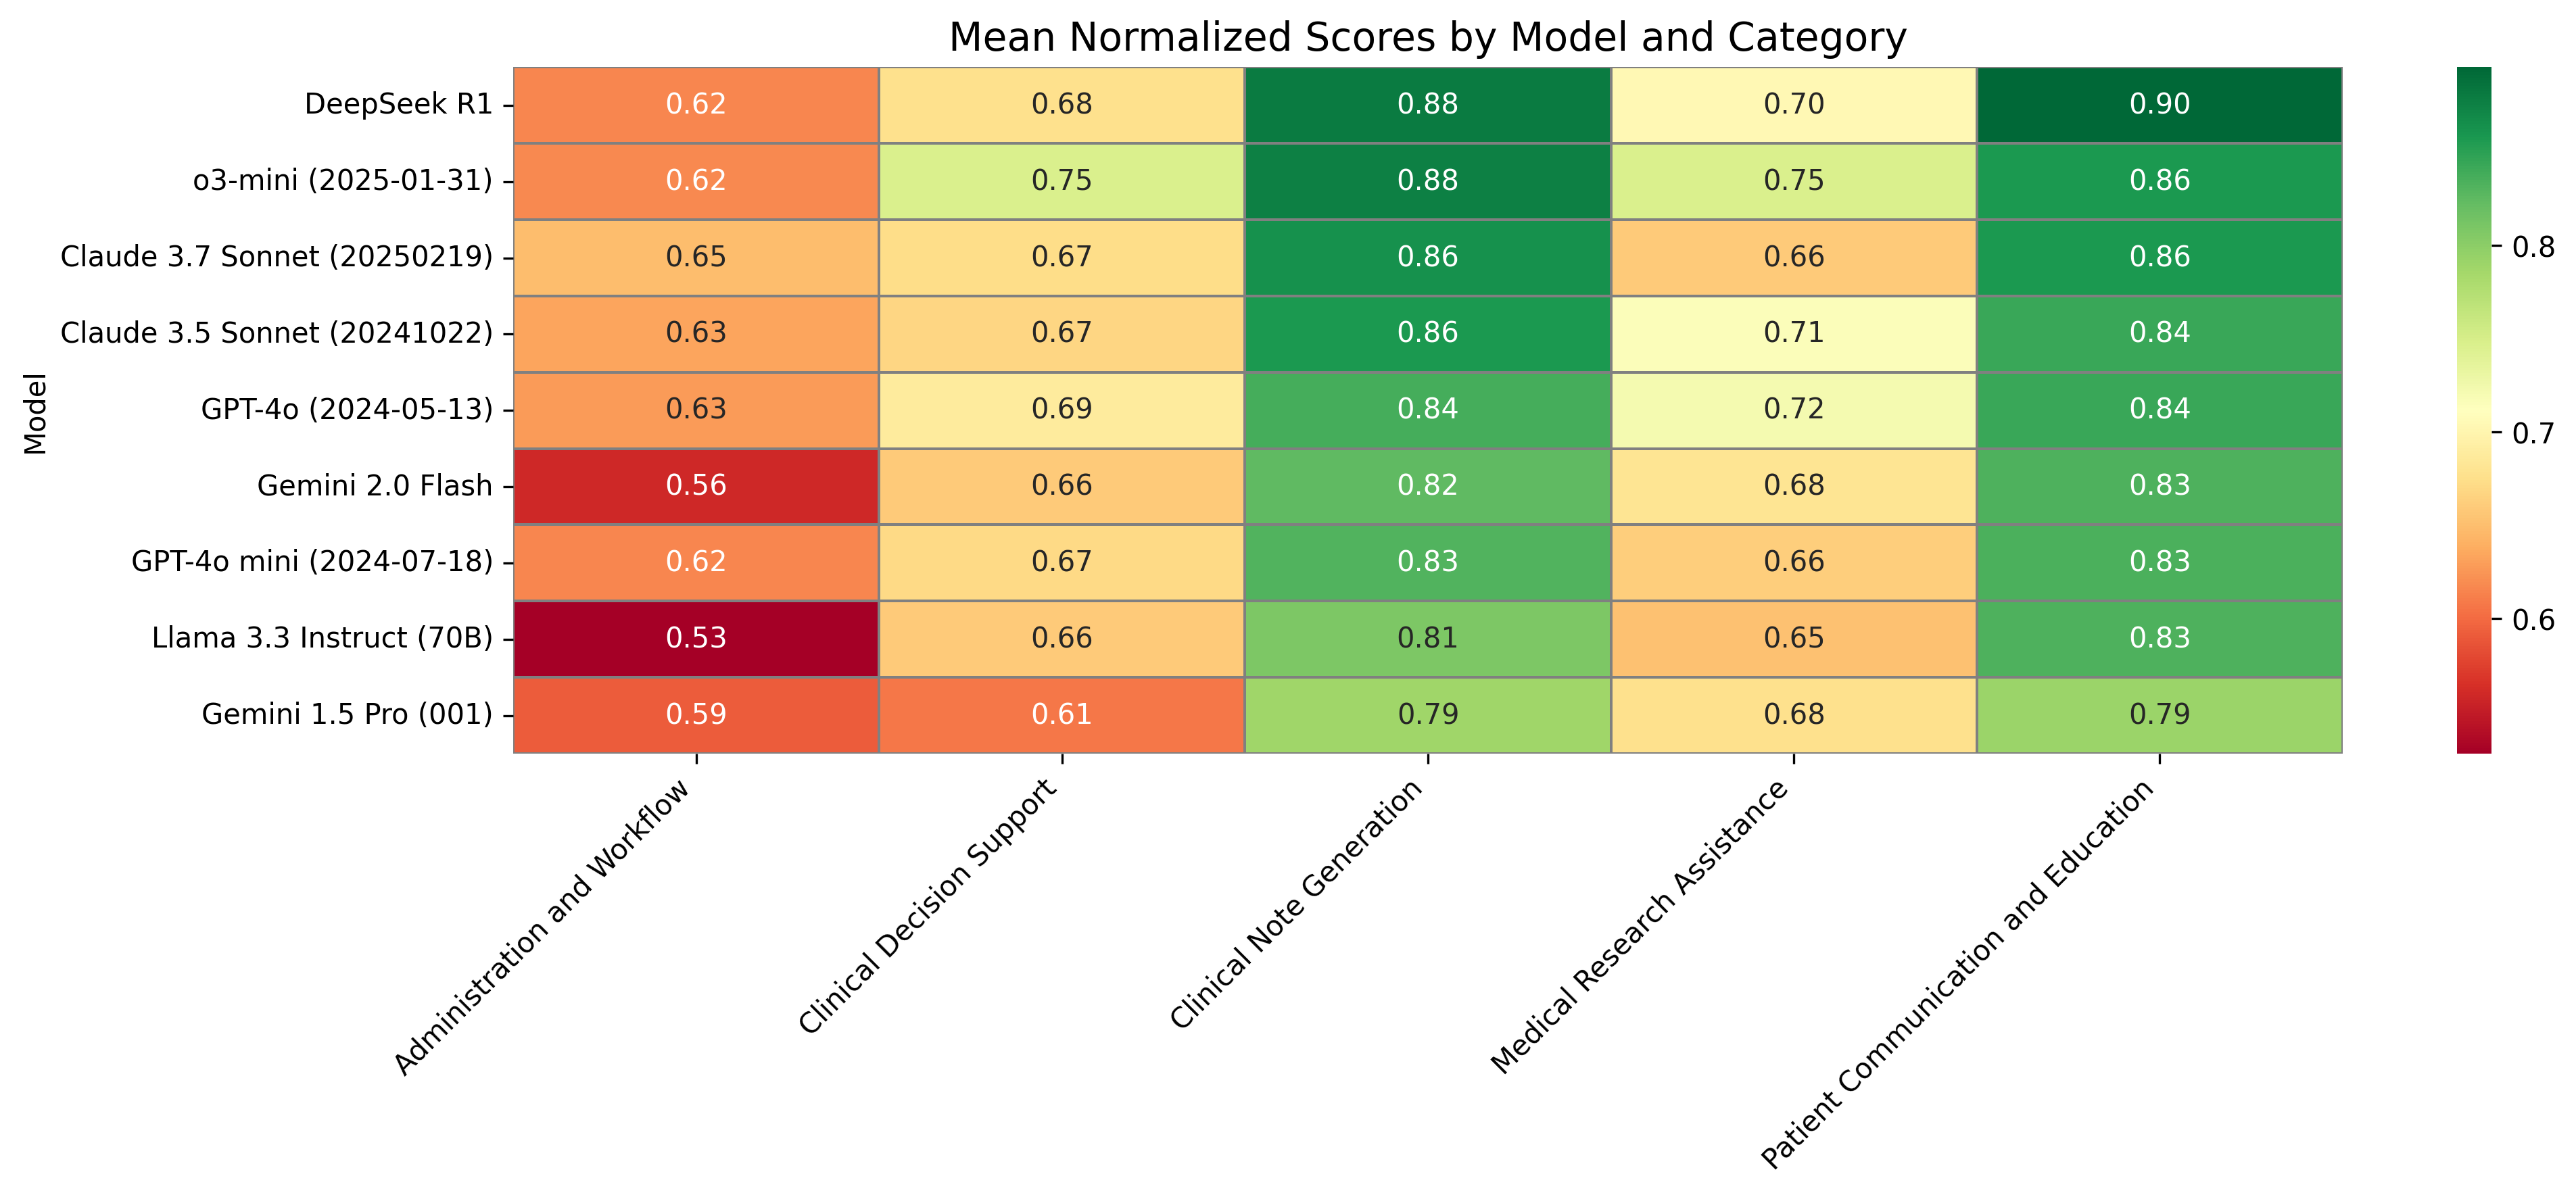 Mean Normalized Scores by Model and Category
Model
DeepSeek R1 0.62 0.68 0.88 0.70 0.90
o3-mini (2025-01-31) 0.62 0.75 0.88 0.75 0.86
Claude 3.7 Sonnet (20250219) 0.65 0.67 0.86 0.66 0.86
Claude 3.5 Sonnet (20241022) 0.63 0.67 0.86 0.71 0.84
GPT-4o (2024-05-13) 0.63 0.69 0.84 0.72 0.84
Gemini 2.0 Flash 0.56 0.66 0.82 0.68 0.83
GPT-4o mini (2024-07-18) 0.62 0.67 0.83 0.66 0.83
Llama 3.3 Instruct (70B) 0.53 0.66 0.81 0.65 0.83
Gemini 1.5 Pro (001) 0.59 0.61 0.79 0.68 0.79
Administration and Workflow
Clinical Decision Support
Clinical Note Generation
Medical Research Assistance
Patient Communication and Education
0.8
0.7
0.6